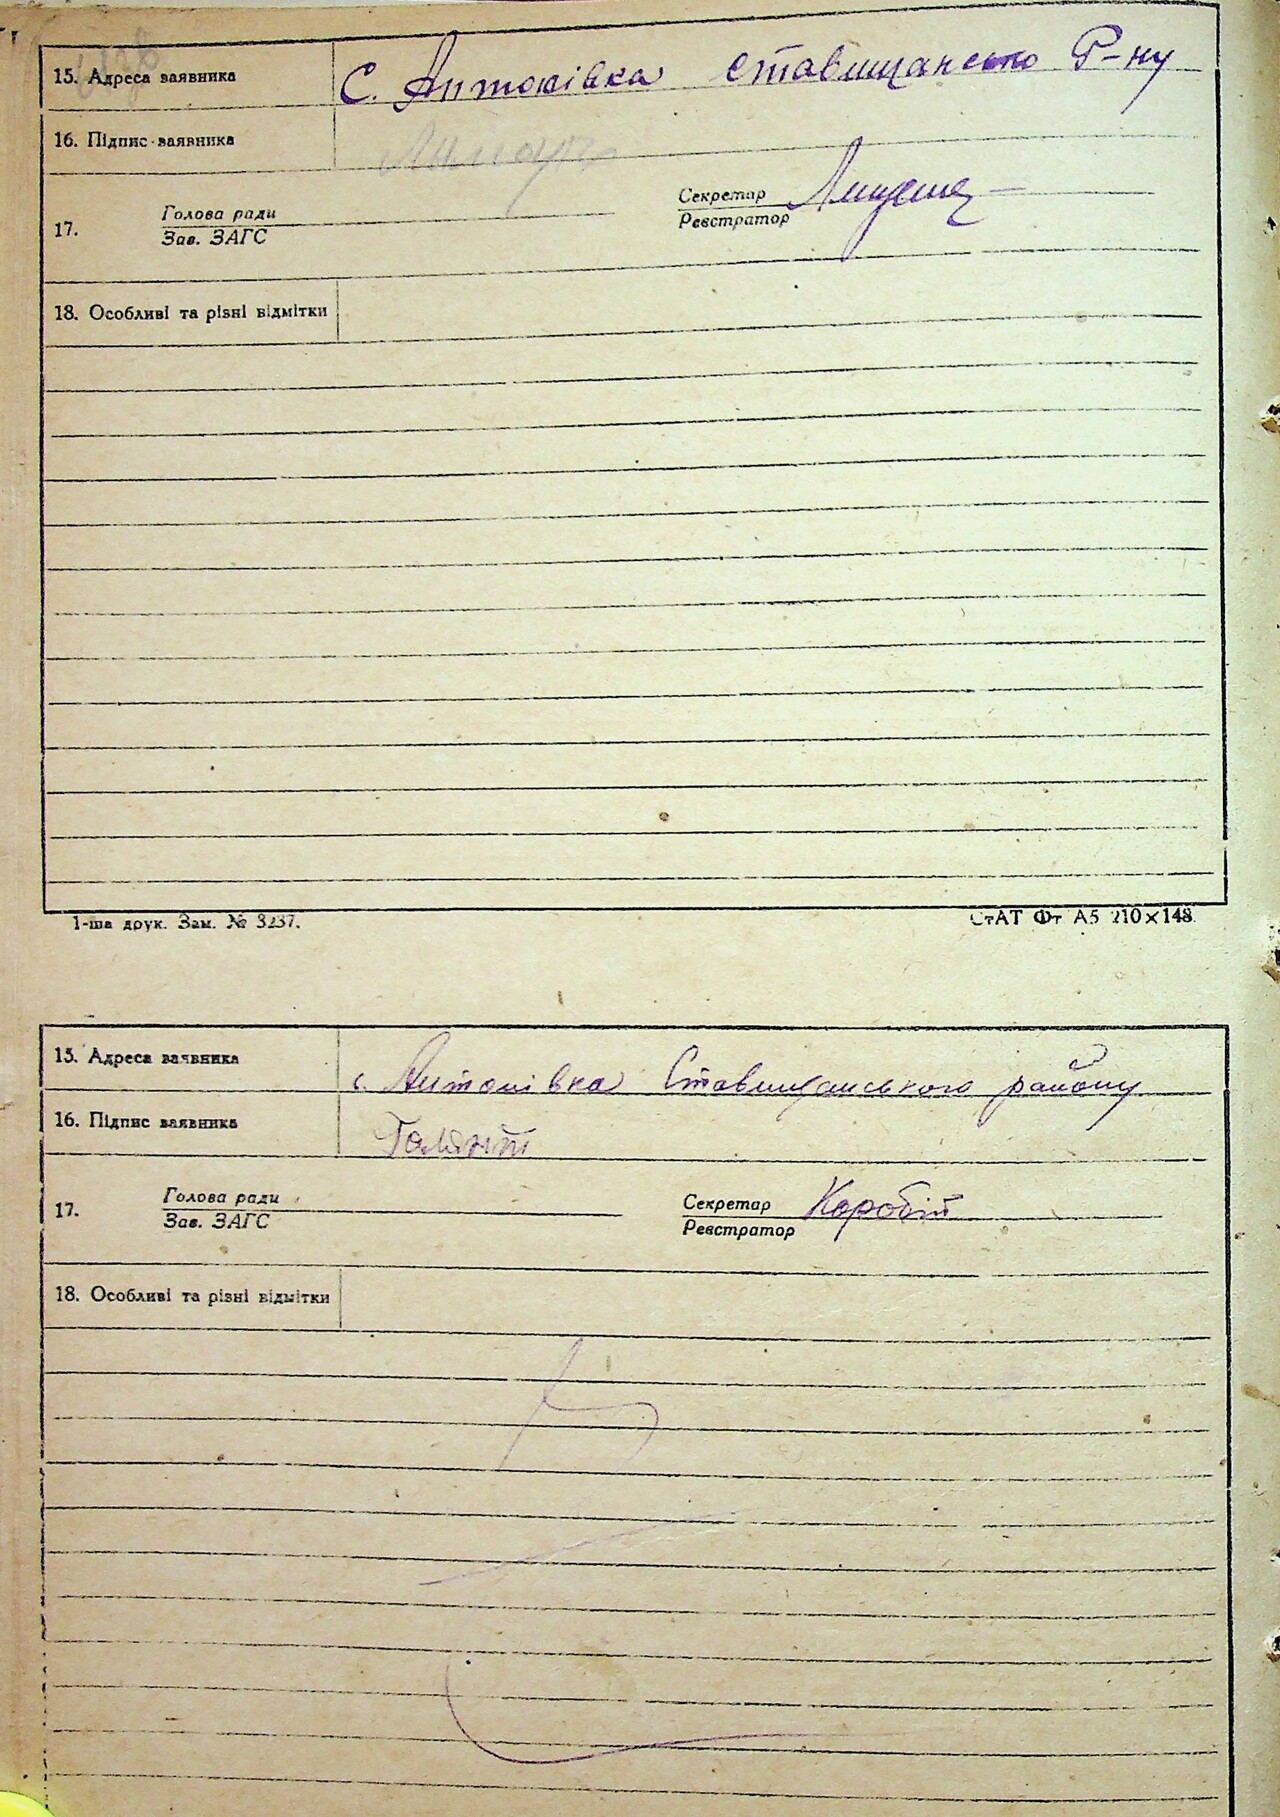 15. Адреса заявника С. Антонівка Ставищансько Р-ну
16. Підпис заявника
17. Голова ради Секретар
Зав. ЗАГС Реєстратор
18. Особливі та різні відмітки
1-ша друк. Зам. № 3237. СтАТ Фт А5 210×148
15. Адреса заявника с. Антонівка Ставищанського району
16. Підпис заявника
17. Голова ради Секретар Коробій
Зав. ЗАГС Реєстратор
18. Особливі та різні відмітки